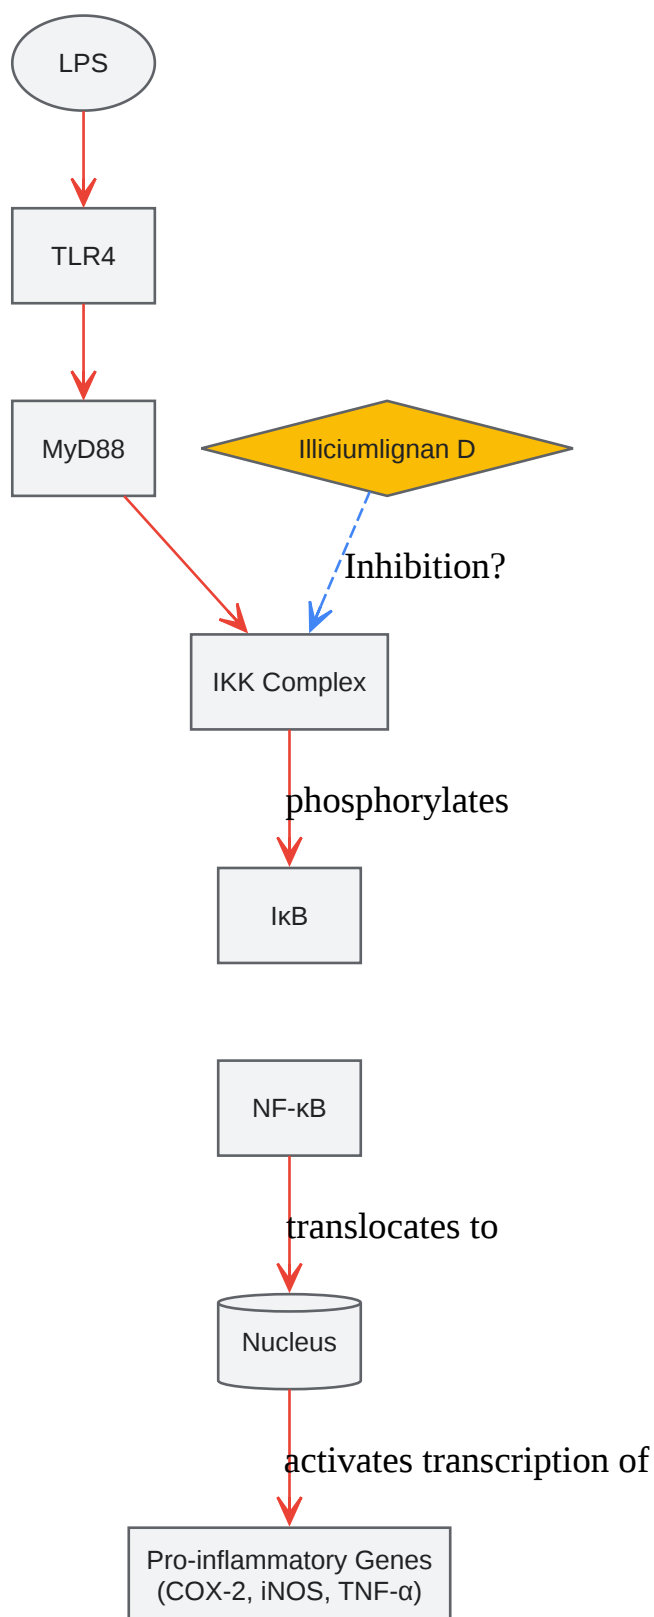 LPS
TLR4
MyD88
Illiciumlignan D
Inhibition?
IKK Complex
phosphorylates
IκB
NF-κB
translocates to
Nucleus
activates transcription of
Pro-inflammatory Genes
(COX-2, iNOS, TNF-α)